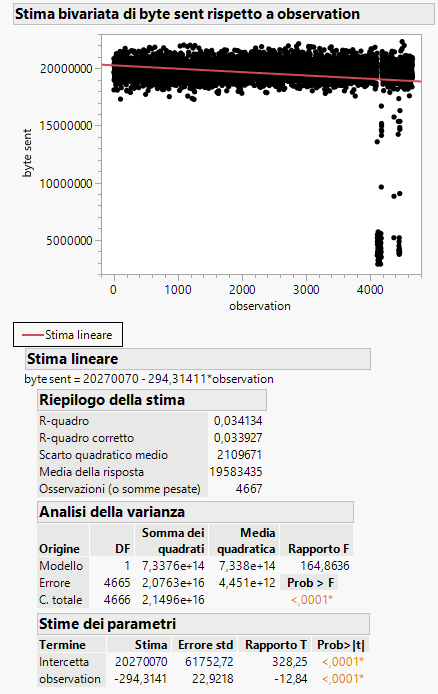 Stima bivariata di byte sent rispetto a observation
20000000
15000000
10000000
5000000
byte sent
0 1000 2000 3000 4000
observation
Stima lineare
Stima lineare
byte sent = 20270070 - 294,31411*observation
Riepilogo della stima
R-quadro 0,034134
R-quadro corretto 0,033927
Scarto quadratico medio 2109671
Media della risposta 19583435
Osservazioni (o somme pesate) 4667
Analisi della varianza
Origine DF Somma dei quadrati Media quadratica Rapporto F
Modello 1 7,3376e+14 7,338e+14 164,8636
Errore 4665 2,0763e+16 4,451e+12 Prob > F
C. totale 4666 2,1496e+16 <,0001*
Stime dei parametri
Termine Stima Errore std Rapporto T Prob>|t|
Intercetta 20270070 61752,72 328,25 <,0001*
observation -294,3141 22,9218 -12,84 <,0001*